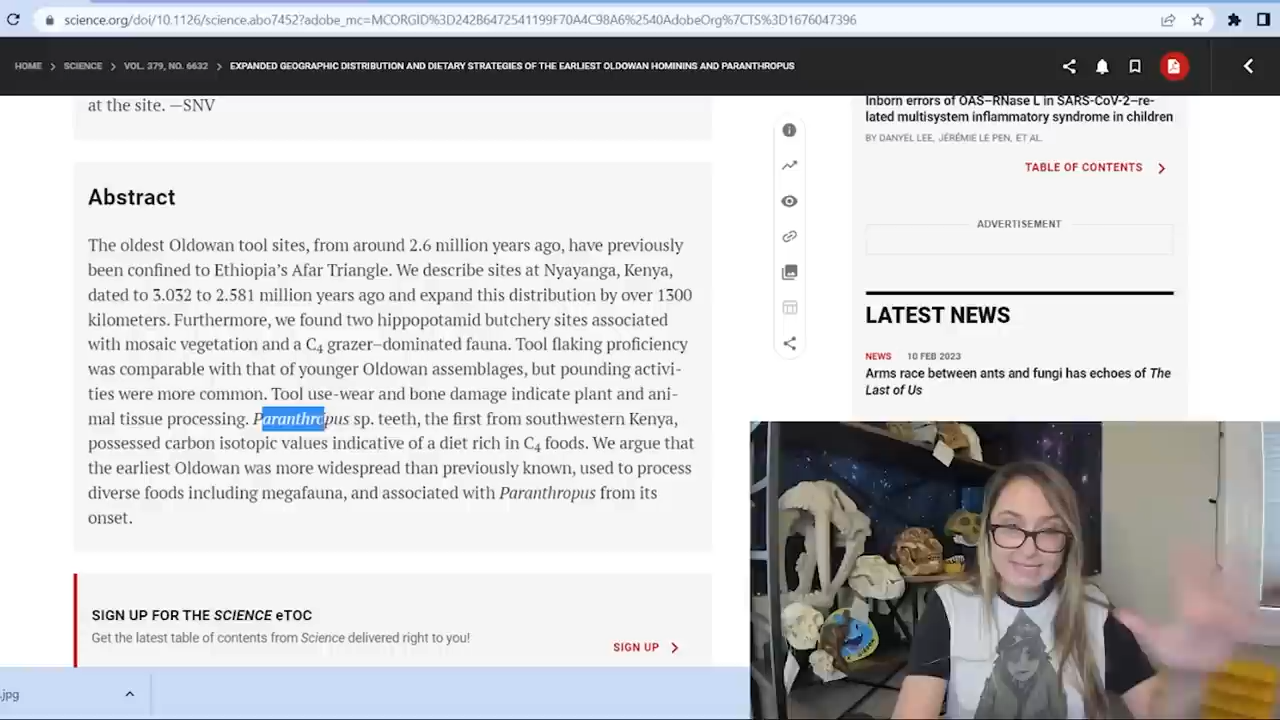 science.org/doi/10.1126/science.abo7452?adobe_mc=MCORGID%3D242B6472541199F70A4C98A6%2540AdobeOrg%7CTS%3D1676047396
HOME > SCIENCE > VOL. 379, NO. 6632 > EXPANDED GEOGRAPHIC DISTRIBUTION AND DIETARY STRATEGIES OF THE EARLIEST OLDOWAN HOMININS AND PARANTHROPUS
at the site. —SNV
Abstract
The oldest Oldowan tool sites, from around 2.6 million years ago, have previously
been confined to Ethiopia’s Afar Triangle. We describe sites at Nyayanga, Kenya,
dated to 3.032 to 2.581 million years ago and expand this distribution by over 1300
kilometers. Furthermore, we found two hippopotamid butchery sites associated
with mosaic vegetation and a C4 grazer–dominated fauna. Tool flaking proficiency
was comparable with that of younger Oldowan assemblages, but pounding activi-
ties were more common. Tool use-wear and bone damage indicate plant and ani-
mal tissue processing. Paranthropus sp. teeth, the first from southwestern Kenya,
possessed carbon isotopic values indicative of a diet rich in C4 foods. We argue that
the earliest Oldowan was more widespread than previously known, used to process
diverse foods including megafauna, and associated with Paranthropus from its
onset.
SIGN UP FOR THE SCIENCE eTOC
Get the latest table of contents from Science delivered right to you!
SIGN UP >
Inborn errors of OAS–RNase L in SARS-CoV-2–re-
lated multisystem inflammatory syndrome in children
BY DANYEL LEE, JÉRÉMIE LE PEN, ET AL.
TABLE OF CONTENTS >
ADVERTISEMENT
LATEST NEWS
NEWS 10 FEB 2023
Arms race between ants and fungi has echoes of The
Last of Us
.jpg